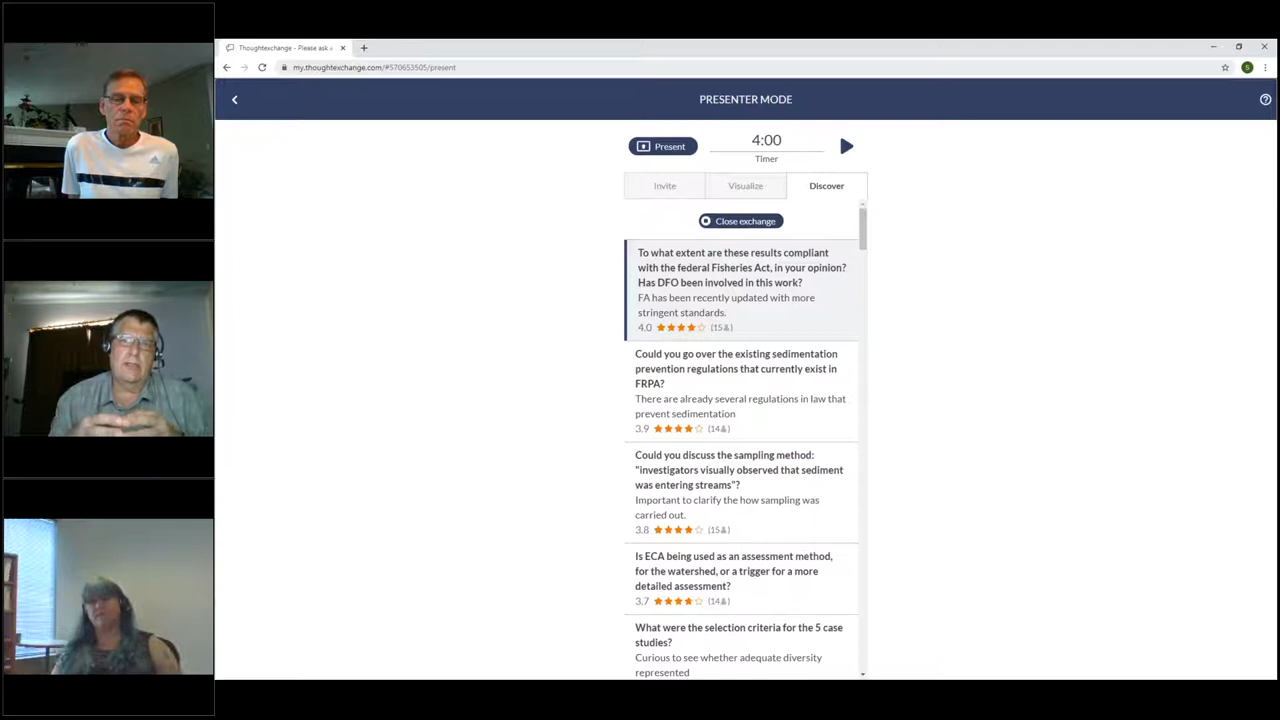 Thoughtexchange - Please ask a
my.thoughtexchange.com/#570653505/present
S
PRESENTER MODE
Present
4:00
Timer
Invite
Visualize
Discover
Close exchange
To what extent are these results compliant
with the federal Fisheries Act, in your opinion?
Has DFO been involved in this work?
FA has been recently updated with more
stringent standards.
4.0 (15)
Could you go over the existing sedimentation
prevention regulations that currently exist in
FRPA?
There are already several regulations in law that
prevent sedimentation
3.9 (14)
Could you discuss the sampling method:
"investigators visually observed that sediment
was entering streams"?
Important to clarify the how sampling was
carried out.
3.8 (15)
Is ECA being used as an assessment method,
for the watershed, or a trigger for a more
detailed assessment?
3.7 (14)
What were the selection criteria for the 5 case
studies?
Curious to see whether adequate diversity
represented